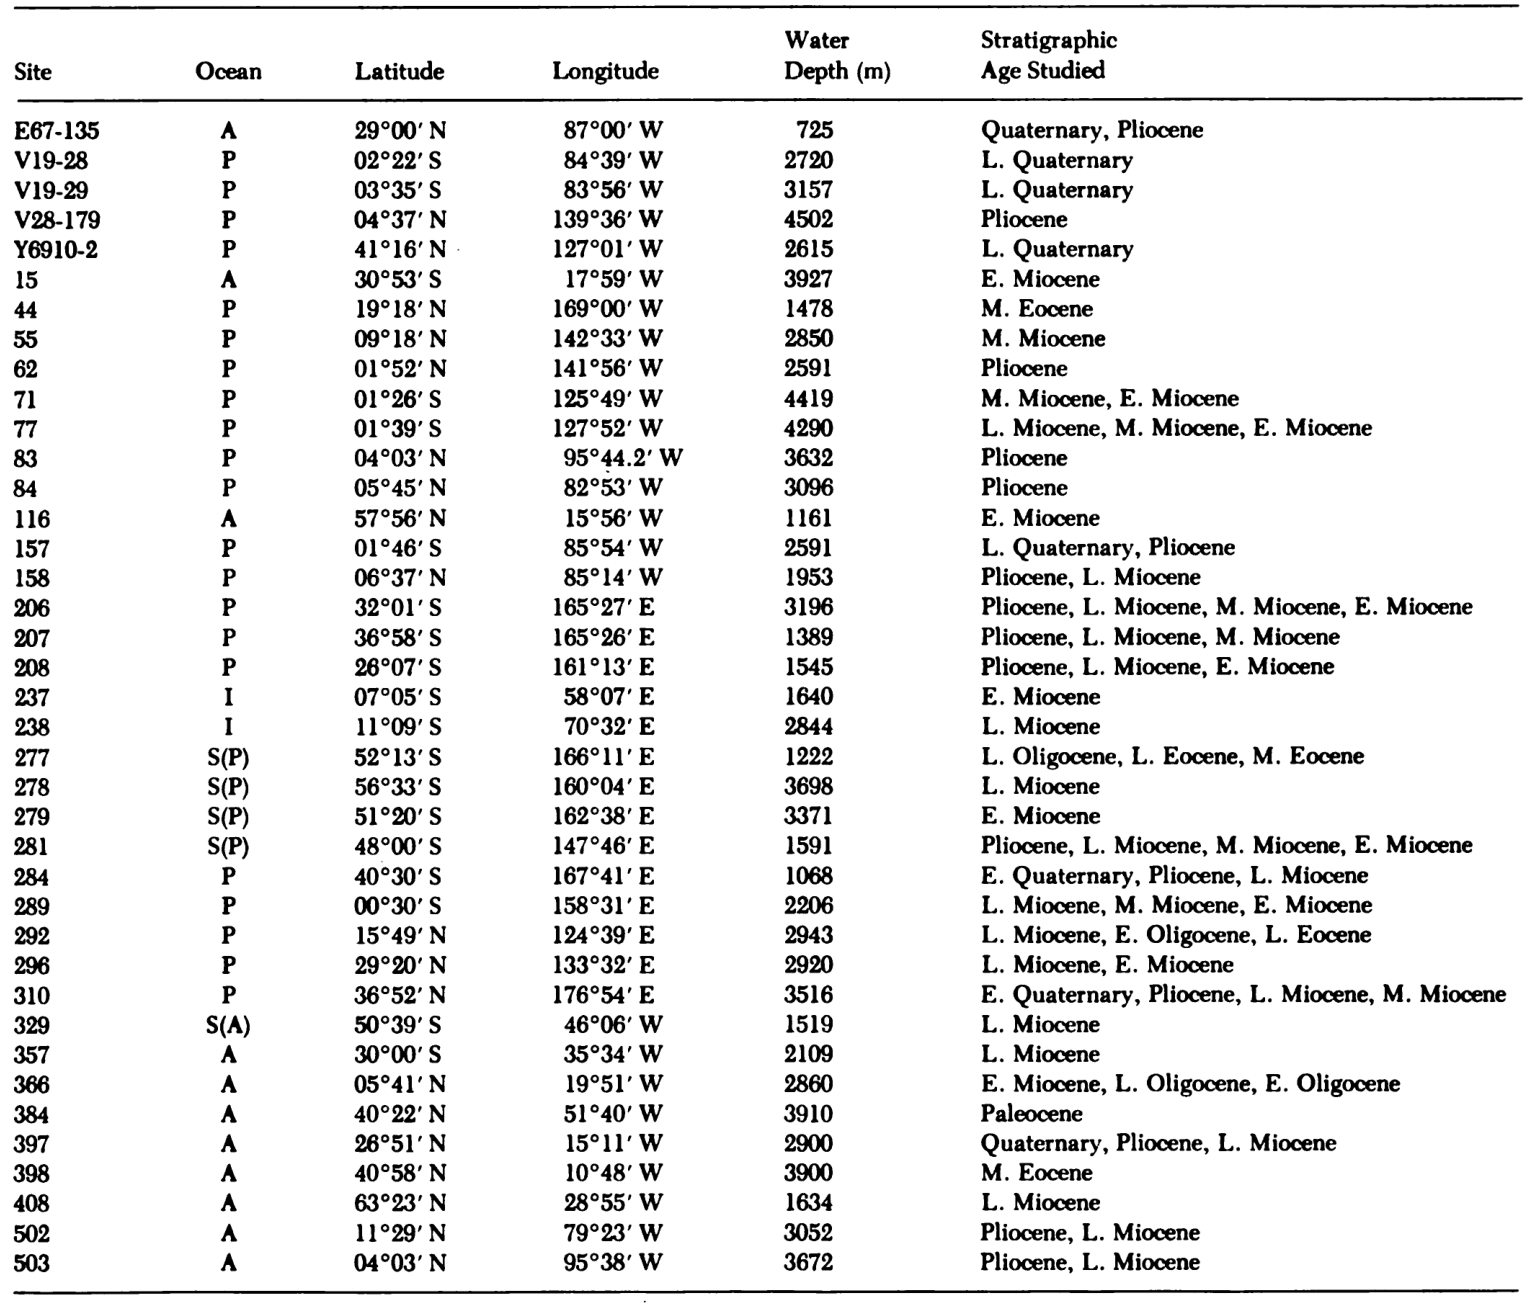 Water Stratigraphic
Site Ocean Latitude Longitude Depth (m) Age Studied
E67-135 A 29°00′ N 87°00′ W 725 Quaternary, Pliocene
V19-28 P 02°22′ S 84°39′ W 2720 L. Quaternary
V19-29 P 03°35′ S 83°56′ W 3157 L. Quaternary
V28-179 P 04°37′ N 139°36′ W 4502 Pliocene
Y6910-2 P 41°16′ N 127°01′ W 2615 L. Quaternary
15 A 30°53′ S 17°59′ W 3927 E. Miocene
44 P 19°18′ N 169°00′ W 1478 M. Eocene
55 P 09°18′ N 142°33′ W 2850 M. Miocene
62 P 01°52′ N 141°56′ W 2591 Pliocene
71 P 01°26′ S 125°49′ W 4419 M. Miocene, E. Miocene
77 P 01°39′ S 127°52′ W 4290 L. Miocene, M. Miocene, E. Miocene
83 P 04°03′ N 95°44.2′ W 3632 Pliocene
84 P 05°45′ N 82°53′ W 3096 Pliocene
116 A 57°56′ N 15°56′ W 1161 E. Miocene
157 P 01°46′ S 85°54′ W 2591 L. Quaternary, Pliocene
158 P 06°37′ N 85°14′ W 1953 Pliocene, L. Miocene
206 P 32°01′ S 165°27′ E 3196 Pliocene, L. Miocene, M. Miocene, E. Miocene
207 P 36°58′ S 165°26′ E 1389 Pliocene, L. Miocene, M. Miocene
208 P 26°07′ S 161°13′ E 1545 Pliocene, L. Miocene, E. Miocene
237 I 07°05′ S 58°07′ E 1640 E. Miocene
238 I 11°09′ S 70°32′ E 2844 L. Miocene
277 S(P) 52°13′ S 166°11′ E 1222 L. Oligocene, L. Eocene, M. Eocene
278 S(P) 56°33′ S 160°04′ E 3698 L. Miocene
279 S(P) 51°20′ S 162°38′ E 3371 E. Miocene
281 S(P) 48°00′ S 147°46′ E 1591 Pliocene, L. Miocene, M. Miocene, E. Miocene
284 P 40°30′ S 167°41′ E 1068 E. Quaternary, Pliocene, L. Miocene
289 P 00°30′ S 158°31′ E 2206 L. Miocene, M. Miocene, E. Miocene
292 P 15°49′ N 124°39′ E 2943 L. Miocene, E. Oligocene, L. Eocene
296 P 29°20′ N 133°32′ E 2920 L. Miocene, E. Miocene
310 P 36°52′ N 176°54′ E 3516 E. Quaternary, Pliocene, L. Miocene, M. Miocene
329 S(A) 50°39′ S 46°06′ W 1519 L. Miocene
357 A 30°00′ S 35°34′ W 2109 L. Miocene
366 A 05°41′ N 19°51′ W 2860 E. Miocene, L. Oligocene, E. Oligocene
384 A 40°22′ N 51°40′ W 3910 Paleocene
397 A 26°51′ N 15°11′ W 2900 Quaternary, Pliocene, L. Miocene
398 A 40°58′ N 10°48′ W 3900 M. Eocene
408 A 63°23′ N 28°55′ W 1634 L. Miocene
502 A 11°29′ N 79°23′ W 3052 Pliocene, L. Miocene
503 A 04°03′ N 95°38′ W 3672 Pliocene, L. Miocene